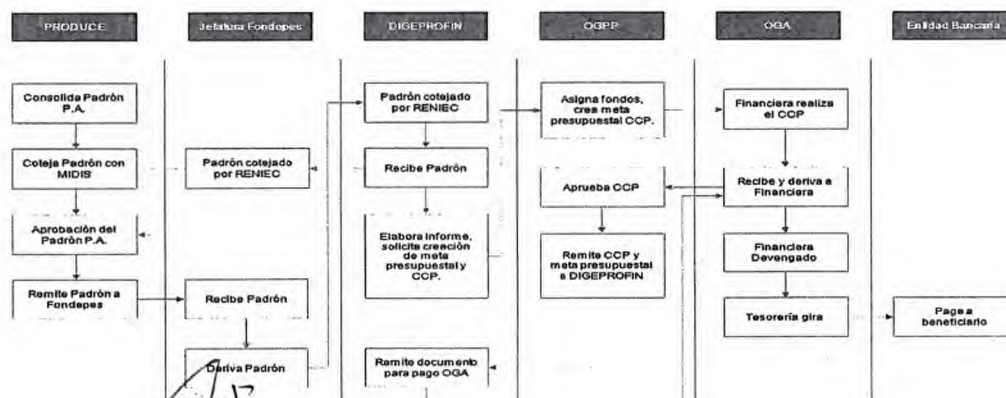 PRODUCE
Jefatura Fondepes
DIGEPROFIN
OGPP
OGA
Entidad Bancaria
Consolida Padrón
P.A.
Coteja Padrón con
MIDIS
Aprobación del
Padrón P.A.
Remite Padrón a
Fondepes
Padrón cotejado
por RENIEC
Recibe Padrón
Deriva Padrón
Padrón cotejado
por RENIEC
Recibe Padrón
Elabora Informe,
solicita creación
de meta
presupuestal y
CCP.
Remite documento
para pago OGA
Asigna fondos,
crea meta
presupuestal CCP.
Aprueba CCP
Remite CCP y
meta presupuestal
a DIGEPROFIN
Financiera realiza
el CCP
Recibe y deriva a
Financiera
Financiera
Devengado
Tesorería gira
Paga a
beneficiario